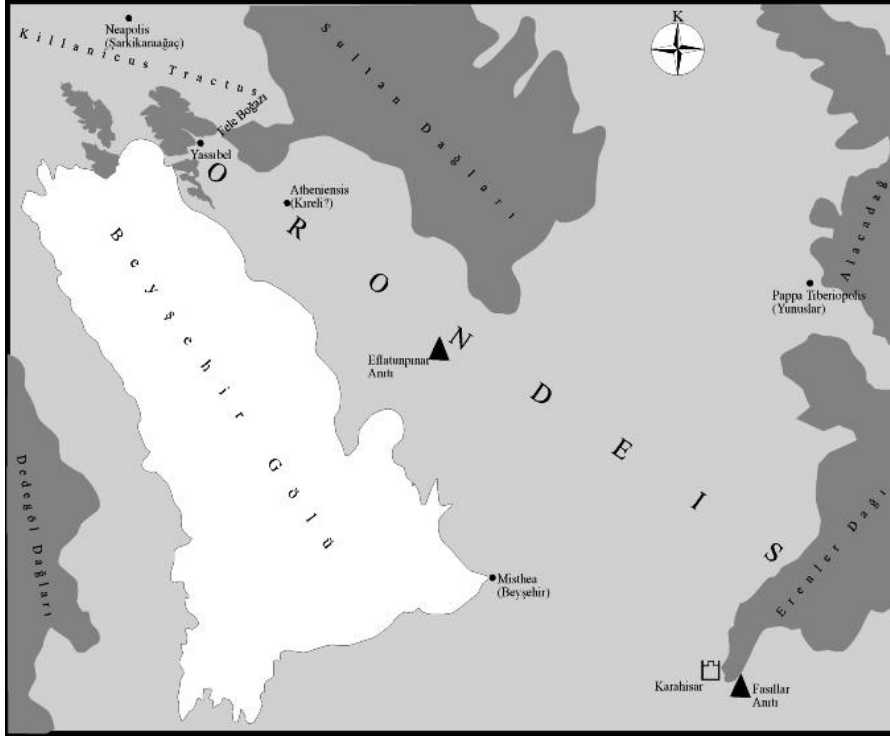 K
Neapolis
(Şarkikaraağaç)
Killanicus Tractus
Sultan Dağları
Fele Boğazı
Yassıbel
Atheniensis
(Kıreli?)
ORONDEIS
Alacadağ
Pappa Tiberiopolis
(Yunuslar)
Beyşehir Gölü
Eflatunpınar
Anıtı
Dedegöl Dağları
Misthea
(Beyşehir)
Erenler Dağı
Karahisar
Fasıllar
Anıtı